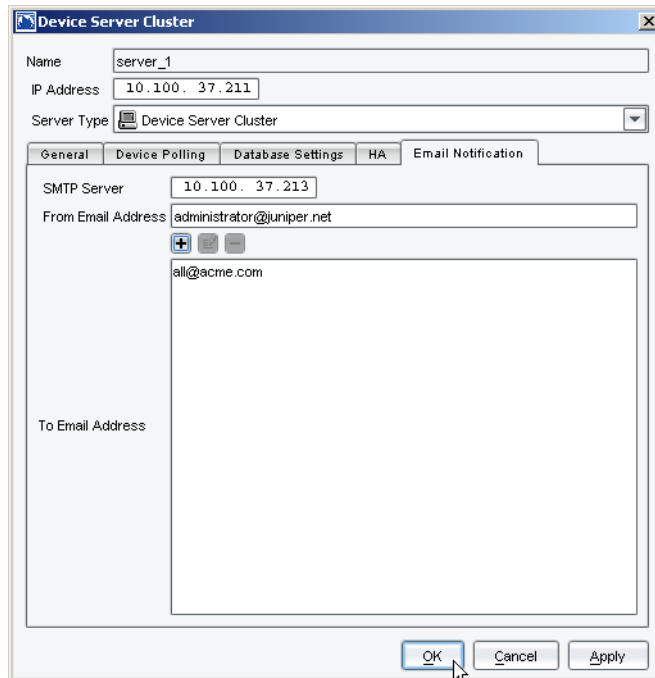 Device Server Cluster
Name server_1
IP Address 10.100. 37.211
Server Type Device Server Cluster
General Device Polling Database Settings HA Email Notification
SMTP Server 10.100. 37.213
From Email Address administrator@juniper.net
all@acme.com
To Email Address
OK Cancel Apply